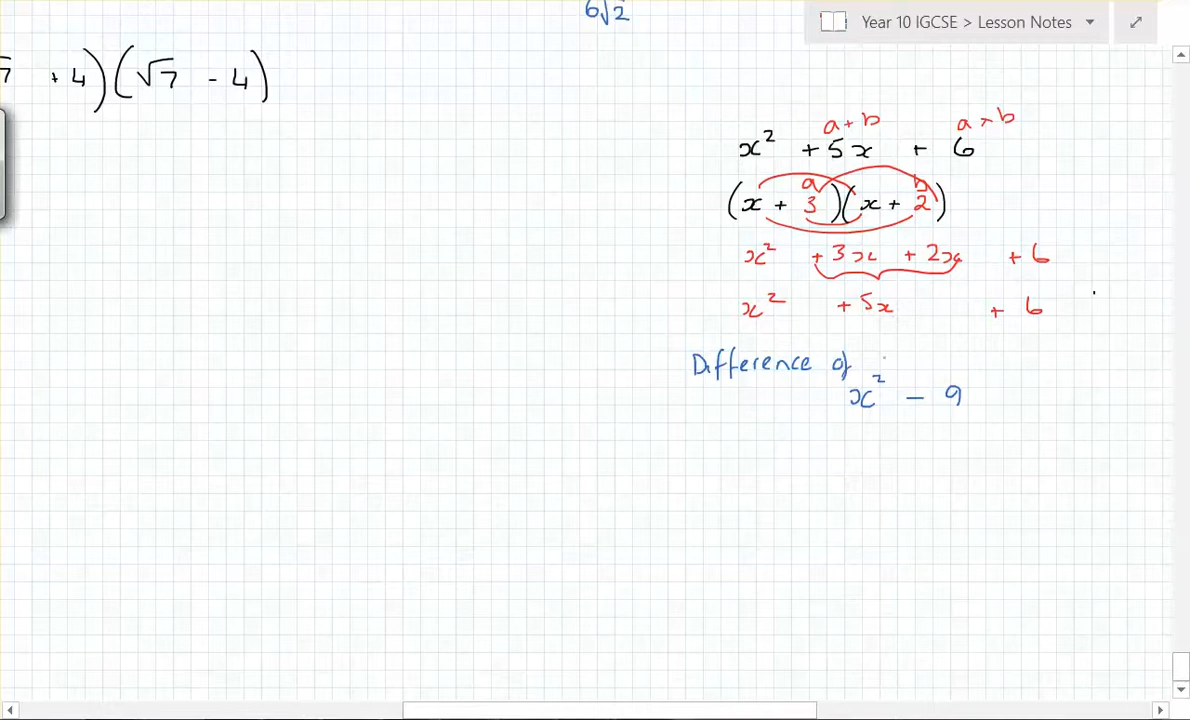 6√2
Year 10 IGCSE > Lesson Notes
+ 4)(√7 - 4)
a + b
a × b
x² + 5x + 6
a b
(x + 3)(x + 2)
x² + 3x + 2x + 6
x² + 5x + 6
Difference of
x² - 9